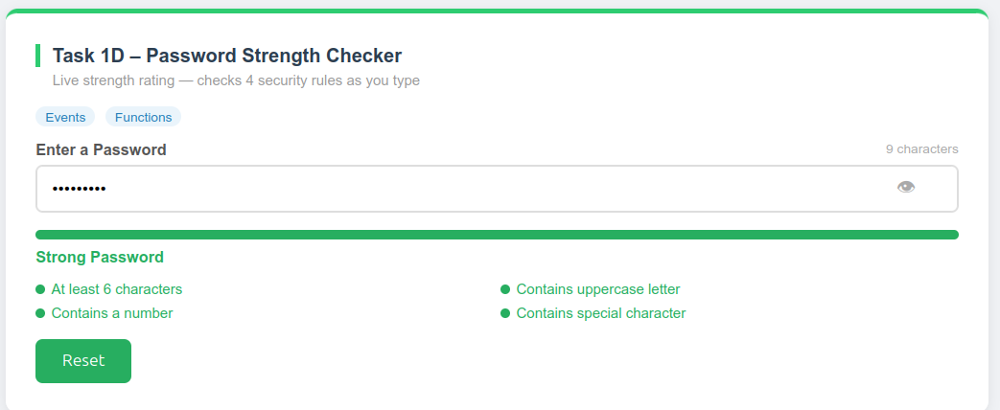 Task 1D – Password Strength Checker
Live strength rating — checks 4 security rules as you type
Events Functions
Enter a Password 9 characters
•••••••••
Strong Password
At least 6 characters Contains uppercase letter
Contains a number Contains special character
Reset